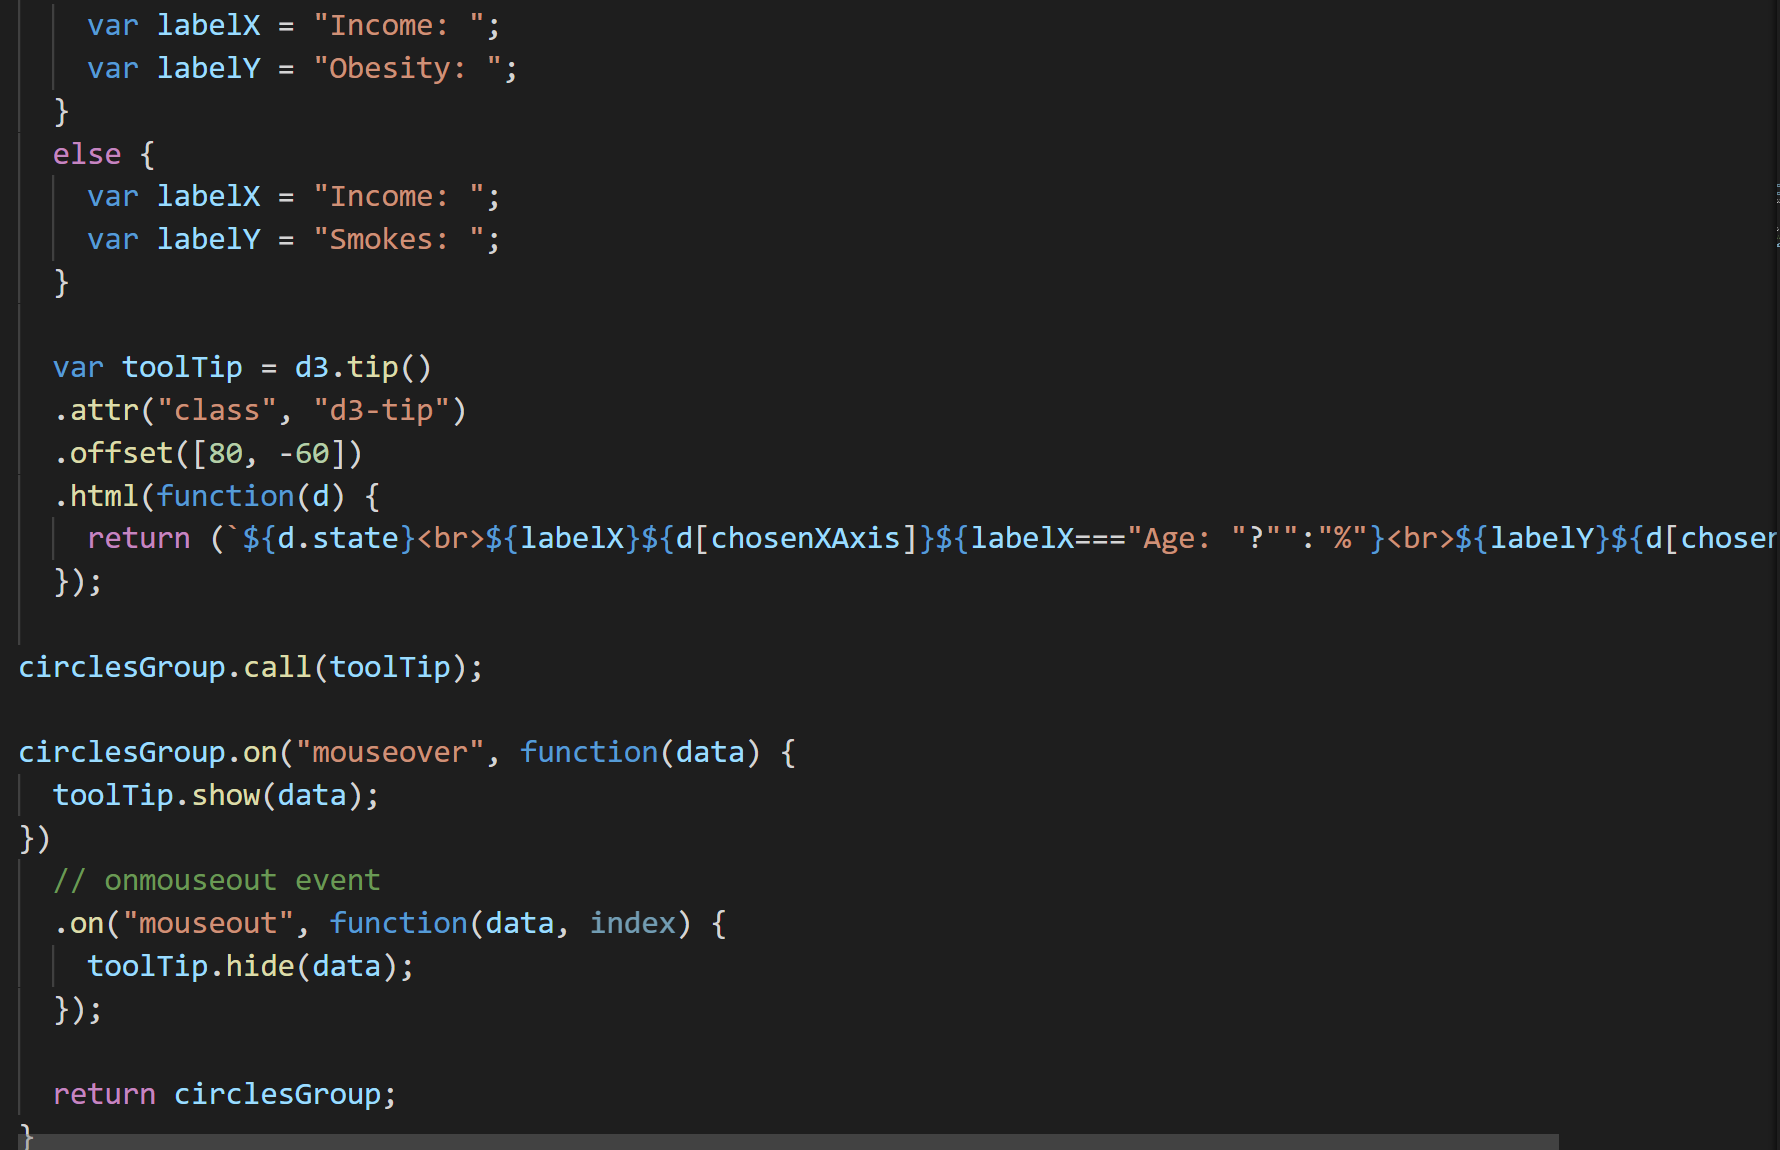 var labelX = "Income: ";
var labelY = "Obesity: ";
}
else {
var labelX = "Income: ";
var labelY = "Smokes: ";
}
var toolTip = d3.tip()
.attr("class", "d3-tip")
.offset([80, -60])
.html(function(d) {
return (`${d.state}<br>${labelX}${d[chosenXAxis]}${labelX==="Age: "?"":"%"}<br>${labelY}${d[chosen
});
circlesGroup.call(toolTip);
circlesGroup.on("mouseover", function(data) {
toolTip.show(data);
})
// onmouseout event
.on("mouseout", function(data, index) {
toolTip.hide(data);
});
return circlesGroup;
}